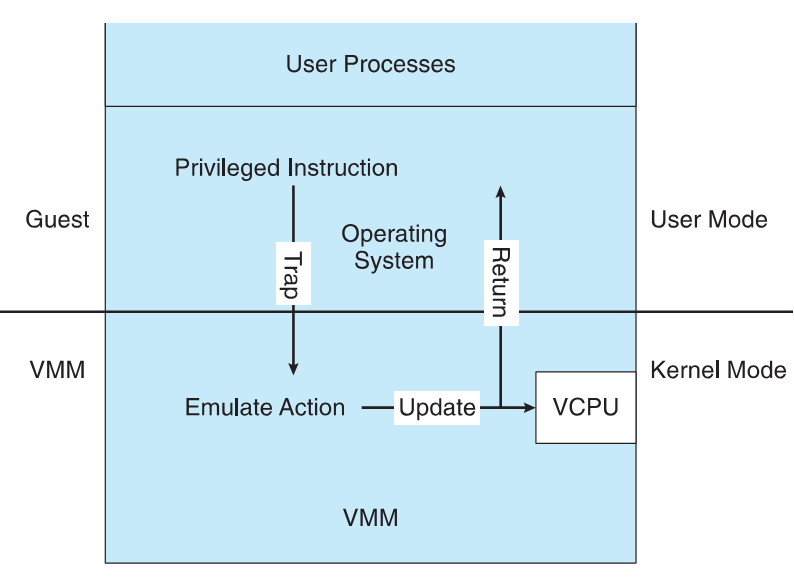 User Processes
Privileged Instruction
Guest
Operating
System
User Mode
Trap
Return
VMM
Kernel Mode
Emulate Action
Update
VCPU
VMM